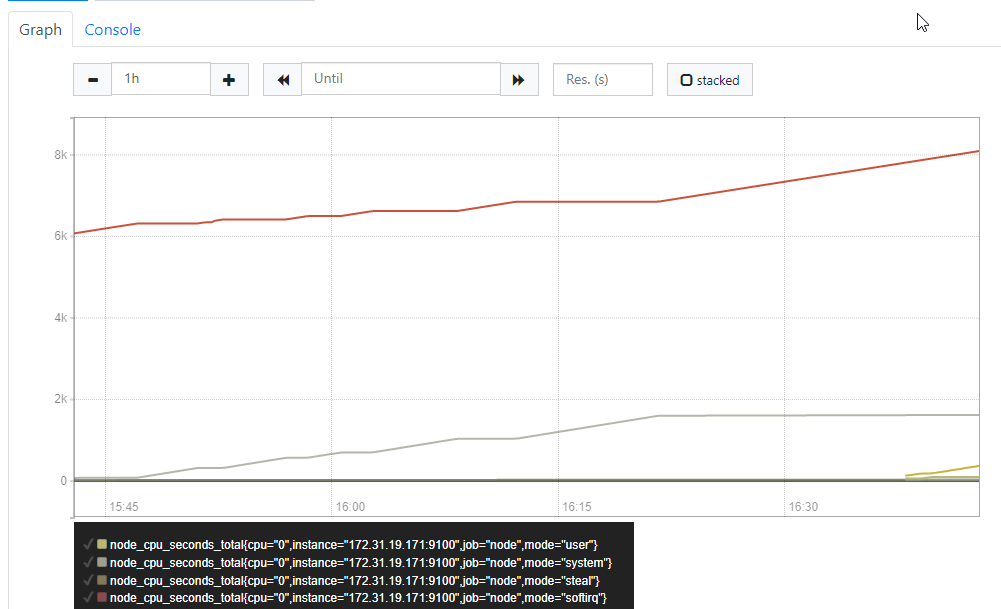 Graph Console
1h Until Res. (s) stacked
8k
6k
4k
2k
0
15:45 16:00 16:15 16:30
node_cpu_seconds_total{cpu="0",instance="172.31.19.171:9100",job="node",mode="user"}
node_cpu_seconds_total{cpu="0",instance="172.31.19.171:9100",job="node",mode="system"}
node_cpu_seconds_total{cpu="0",instance="172.31.19.171:9100",job="node",mode="steal"}
node_cpu_seconds_total{cpu="0",instance="172.31.19.171:9100",job="node",mode="softirq"}